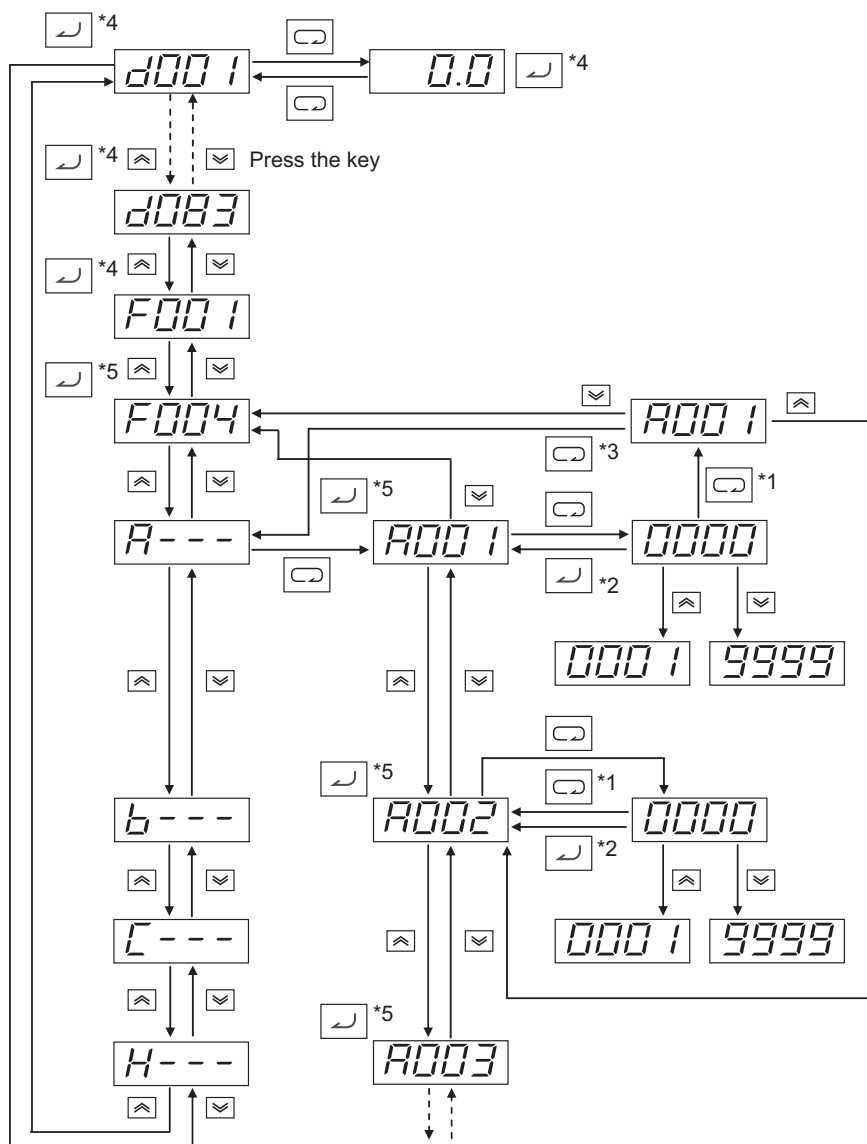 *4
d001
0.0
*4
*4
Press the key
d083
*4
F001
*5
F004
A001
*3
*1
*5
A---
A001
0000
*2
0001
9999
*5
*1
b---
A002
0000
*2
C---
0001
9999
*5
H---
A003